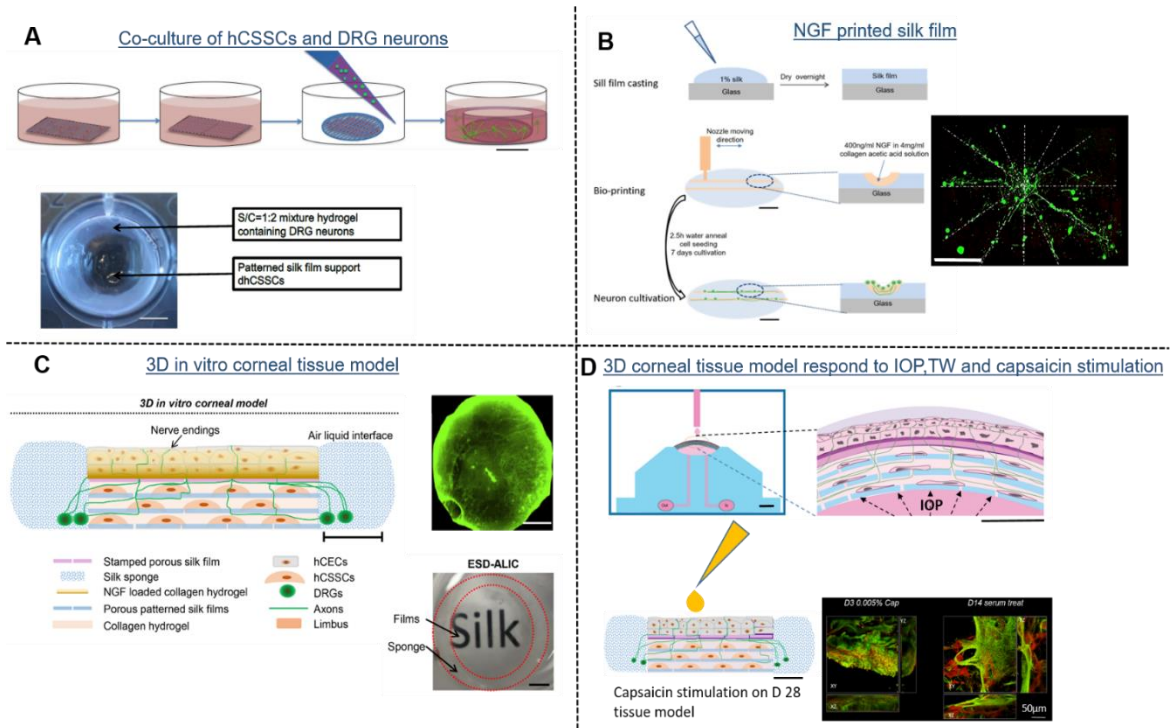 A
Co-culture of hCSSCs and DRG neurons
S/C=1:2 mixture hydrogel
containing DRG neurons
Patterned silk film support
dhCSSCs
B
NGF printed silk film
Sill film casting
1% silk
Glass
Dry overnight
Silk film
Glass
Nozzle moving
direction
400ng/ml NGF in 4mg/ml
collagen acetic acid solution
Bio-printing
Glass
2.5h water anneal
cell seeding
7 days cultivation
Neuron cultivation
Glass
C
3D in vitro corneal tissue model
3D in vitro corneal model
Nerve endings
Air liquid interface
Stamped porous silk film
Silk sponge
NGF loaded collagen hydrogel
Porous patterned silk films
Collagen hydrogel
hCECs
hCSSCs
DRGs
Axons
Limbus
ESD-ALIC
Films
Sponge
Silk
D
3D corneal tissue model respond to IOP,TW and capsaicin stimulation
IOP
Capsaicin stimulation on D 28
tissue model
D3 0.005% Cap
D14 serum treat
YZ
XY
XZ
50μm